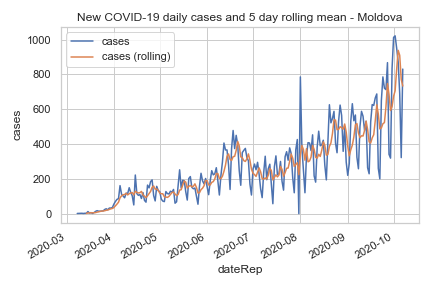 New COVID-19 daily cases and 5 day rolling mean - Moldova
cases
cases (rolling)
1000
800
600
400
200
0
cases
2020-03
2020-04
2020-05
2020-06
2020-07
2020-08
2020-09
2020-10
dateRep